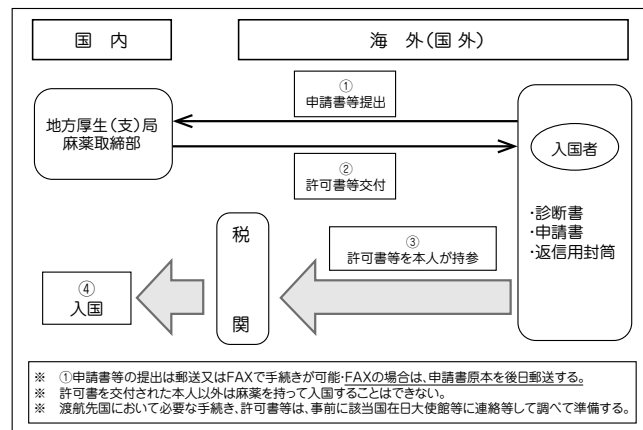 国　内
海　外(国 外)
①
申請書等提出
地方厚生(支)局
麻薬取締部
②
許可書等交付
入国者
・診断書
・申請書
・返信用封筒
税
関
③
許可書等を本人が持参
④
入国
※　①申請書等の提出は郵送又はFAXで手続きが可能・FAXの場合は、申請書原本を後日郵送する。
※　許可書を交付された本人以外は麻薬を持って入国することはできない。
※　渡航先国において必要な手続き、許可書等は、事前に該当国在日大使館等に連絡等して調べて準備する。